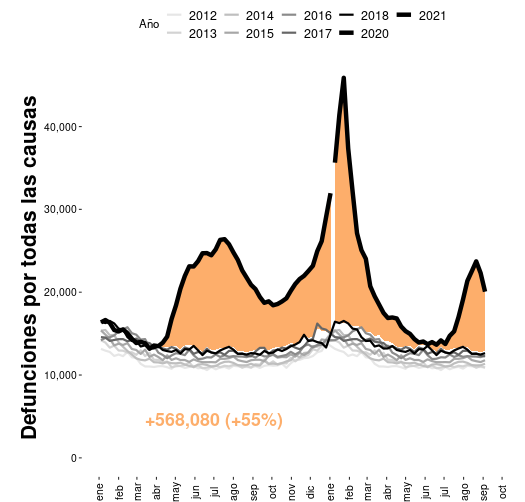 Año
2012 2014 2016 2018 2021
2013 2015 2017 2020
Defunciones por todas las causas
40,000
30,000
20,000
10,000
0
+568,080 (+55%)
ene feb mar abr may jun jul ago sep oct nov dic ene feb mar abr may jun jul ago sep oct